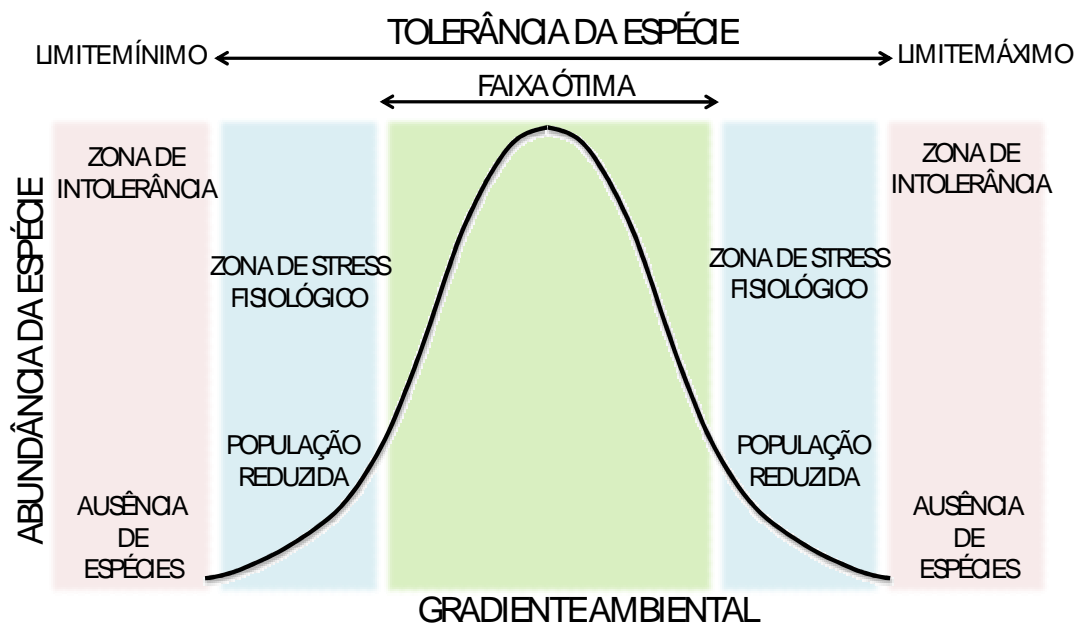 TOLERÂNCIA DA ESPÉCIE
LIMITE MÍNIMO
LIMITE MÁXIMO
FAIXA ÓTIMA
ZONA DE
INTOLERÂNCIA
ZONA DE
INTOLERÂNCIA
ABUNDÂNCIA DA ESPÉCIE
ZONA DE STRESS
FISIOLÓGICO
ZONA DE STRESS
FISIOLÓGICO
POPULAÇÃO
REDUZIDA
POPULAÇÃO
REDUZIDA
AUSÊNCIA
DE
ESPÉCIES
AUSÊNCIA
DE
ESPÉCIES
GRADIENTE AMBIENTAL